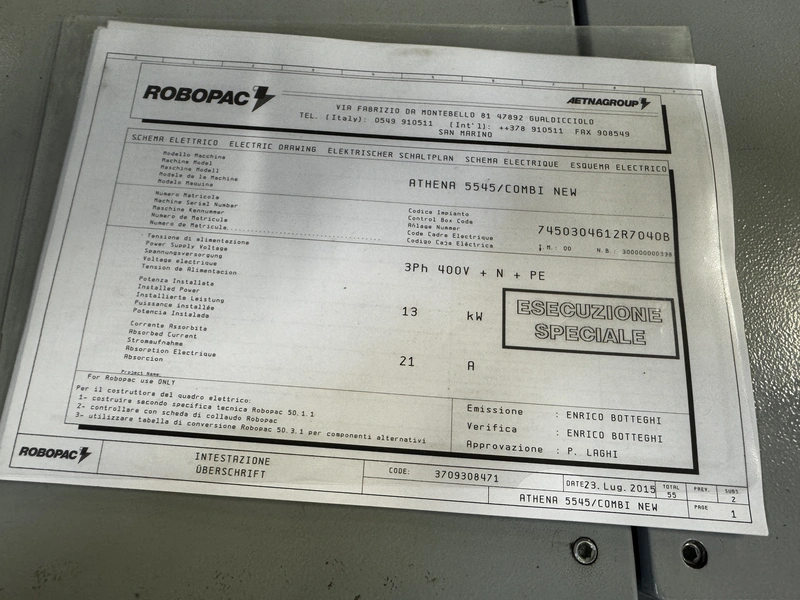 ROBOPAC
AETNAGROUP
VIA FABRIZIO DA MONTEBELLO 81 47892 GUALDICCIOLO
TEL. (Italy): 0549 910511 (Int'l): ++378 910511 FAX 908549
SAN MARINO
SCHEMA ELETTRICO ELECTRIC DRAWING ELEKTRISCHER SCHALTPLAN SCHEMA ELECTRIQUE ESQUEMA ELECTRICO
Modello Macchina
Machine Model
Maschine Modell
Modele de la Machine
Modelo Maquina
ATHENA 5545/COMBI NEW
Numero Matricola
Machine Serial Number
Maschine Kennummer
Numero de Matricule
Numero de Matricula
Codice Impianto
Control Box Code
Anlage Nummer
Code Cadre Electrique
Codigo Caja Eléctrica
7450304612R7040B
I.M.: 00 N.B.:
Tensione di alimentazione
Power Supply Voltage
Spannungsversorgung
Voltage électrique
Tension de Alimentacion
3Ph 400V + N + PE
Potenza Installata
Installed Power
Installierte Leistung
Puissance installée
Potencia Instalada
13 kW
ESECUZIONE
SPECIALE
Corrente Assorbita
Absorbed Current
Stromaufnahme
Absorption Electrique
Absorcion
21 A
Project Name:
For Robopac use ONLY
Per il costruttore del quadro elettrico:
1- costruire secondo specifica tecnica Robopac 50.1.1
2- controllare con scheda di collaudo Robopac
3- utilizzare tabella di conversione Robopac 50.3.1 per componenti alternativi
Emissione : ENRICO BOTTEGHI
Verifica : ENRICO BOTTEGHI
Approvazione : P. LAGHI
ROBOPAC
INTESTAZIONE
ÜBERSCHRIFT
CODE: 3709308471
DATE 23. Lug. 2015
TOTAL
55
PREV.
SUBS.
2
ATHENA 5545/COMBI NEW
PAGE
1